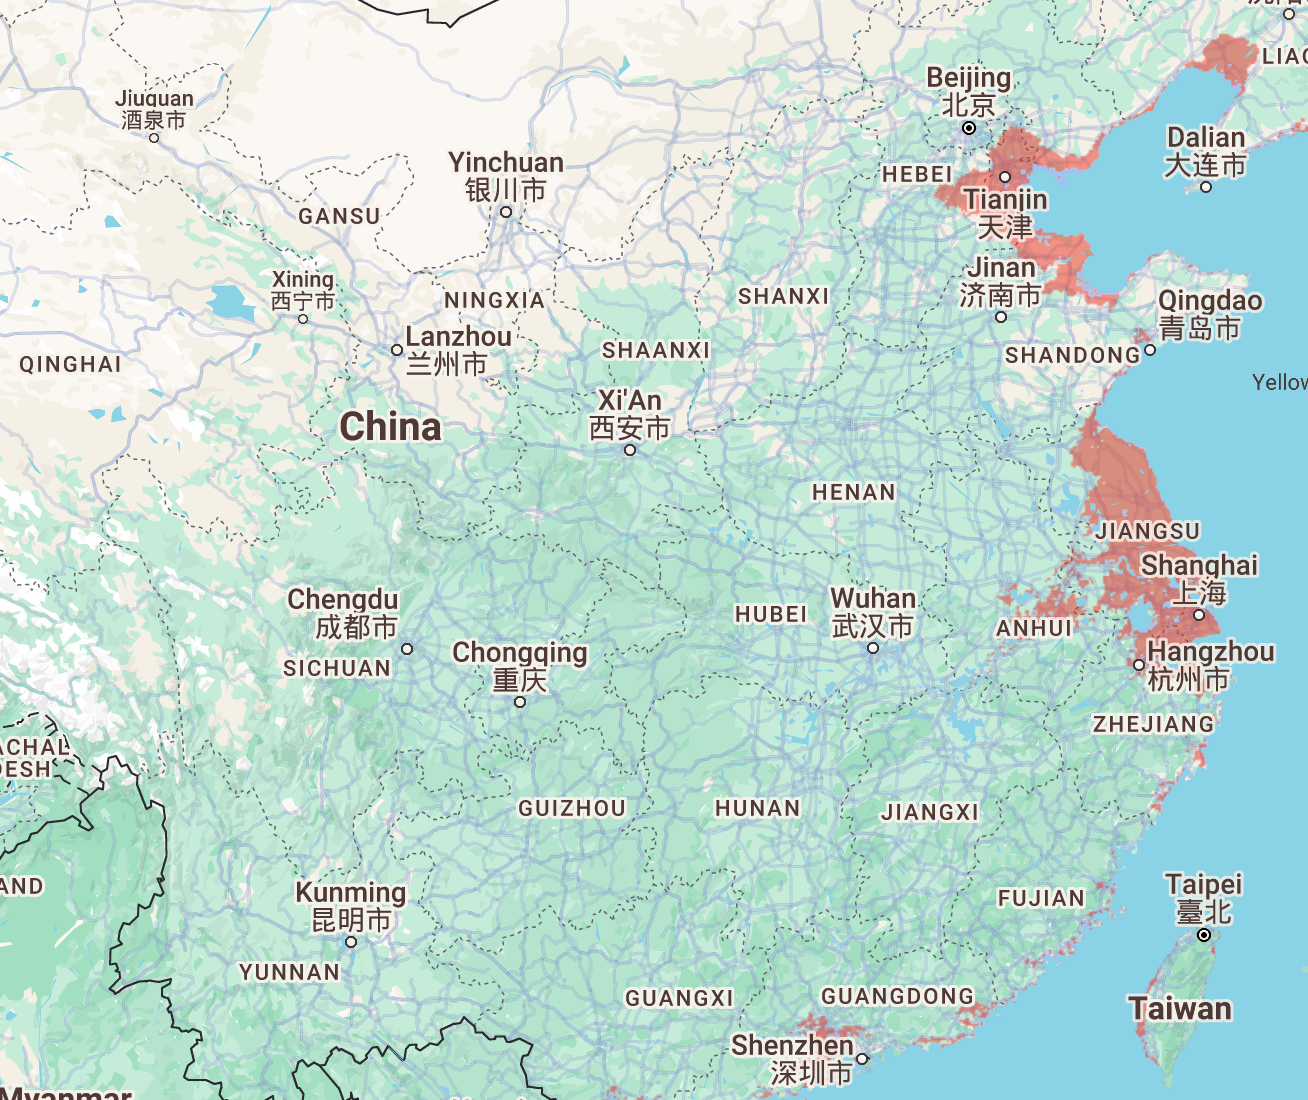 Beijing
北京
Jiuquan
酒泉市
Dalian
大连市
Yinchuan
银川市
HEBEI
Tianjin
天津
GANSU
Jinan
济南市
Xining
西宁市
NINGXIA
SHANXI
Qingdao
青岛市
Lanzhou
兰州市
SHAANXI
SHANDONG
QINGHAI
Xi'An
西安市
China
HENAN
JIANGSU
Shanghai
上海
Chengdu
成都市
HUBEI
Wuhan
武汉市
ANHUI
SICHUAN
Chongqing
重庆
Hangzhou
杭州市
ZHEJIANG
GUIZHOU
HUNAN
JIANGXI
Kunming
昆明市
FUJIAN
Taipei
臺北
YUNNAN
GUANGXI
GUANGDONG
Taiwan
Shenzhen
深圳市